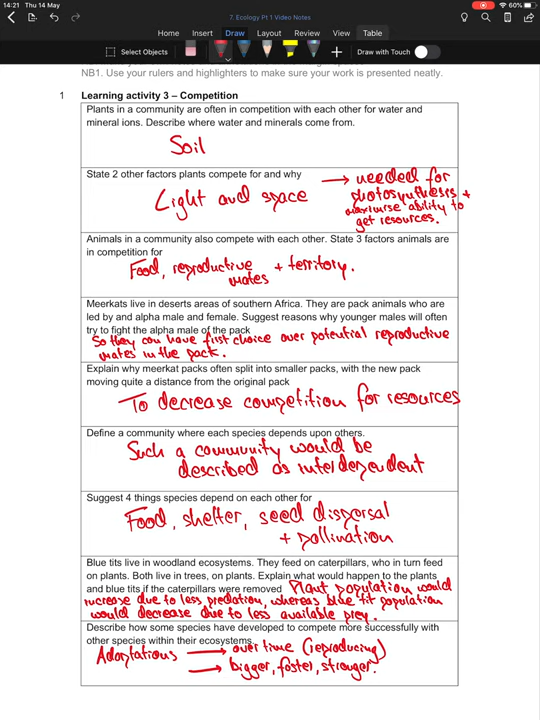 14:21 Thu 14 May
60%
7. Ecology Pt 1 Video Notes
Home Insert Draw Layout Review View Table
Select Objects
Draw with Touch
NB1. Use your rulers and highlighters to make sure your work is presented neatly.
1 Learning activity 3 – Competition
Plants in a community are often in competition with each other for water and
mineral ions. Describe where water and minerals come from.
Soil
State 2 other factors plants compete for and why
Light and space → needed for
photosynthesis +
maximise ability to
get resources.
Animals in a community also compete with each other. State 3 factors animals are
in competition for
Food, reproductive + territory.
mates
Meerkats live in deserts areas of southern Africa. They are pack animals who are
led by and alpha male and female. Suggest reasons why younger males will often
try to fight the alpha male of the pack
So they can have first choice over potential reproductive
mates in the pack.
Explain why meerkat packs often split into smaller packs, with the new pack
moving quite a distance from the original pack
To decrease competition for resources
Define a community where each species depends upon others.
Such a community would be
described as interdependent
Suggest 4 things species depend on each other for
Food, shelter, seed dispersal
+ pollination
Blue tits live in woodland ecosystems. They feed on caterpillars, who in turn feed
on plants. Both live in trees, on plants. Explain what would happen to the plants
and blue tits if the caterpillars were removed Plant population would
increase due to less predation, whereas blue tit population
would decrease due to less available prey.
Describe how some species have developed to compete more successfully with
other species within their ecosystems
Adaptations → over time (reproducing)
→ bigger, faster, stronger.